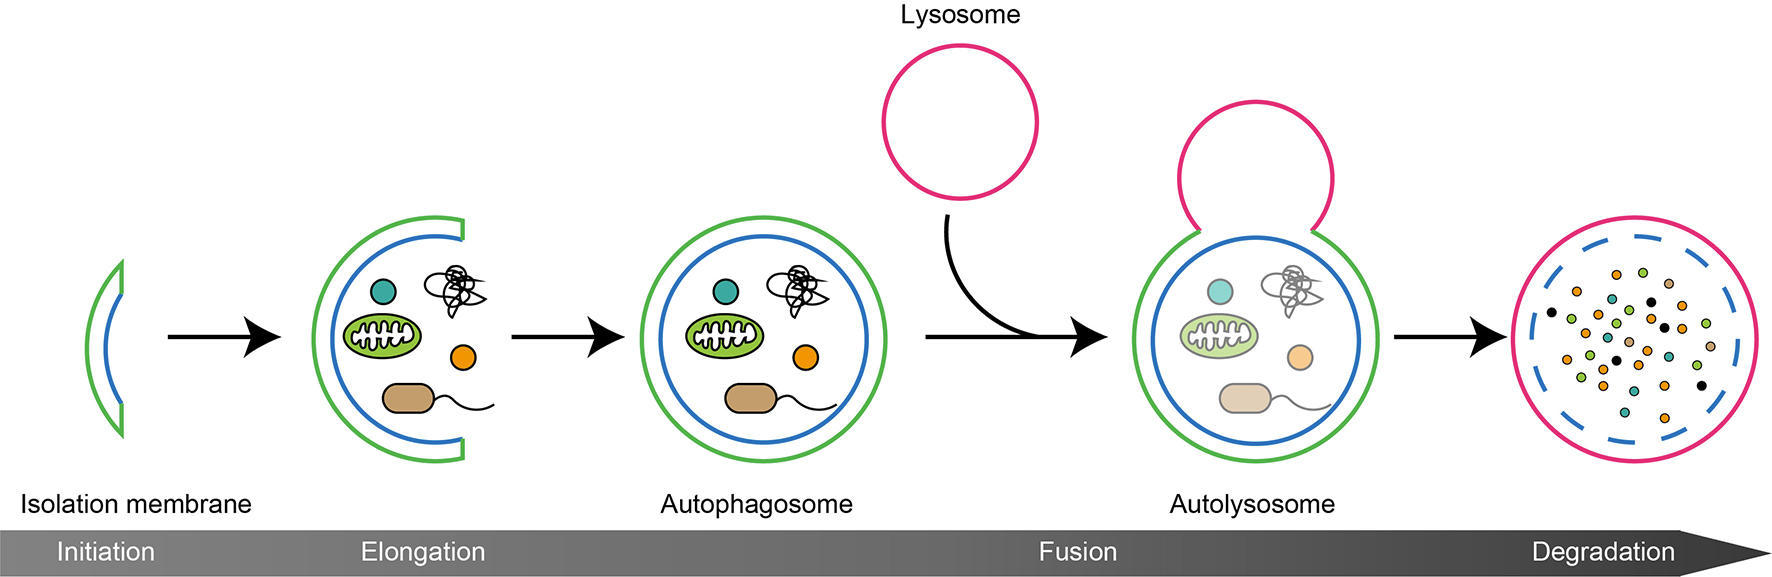 Lysosome
Isolation membrane
Autophagosome
Autolysosome
Initiation
Elongation
Fusion
Degradation